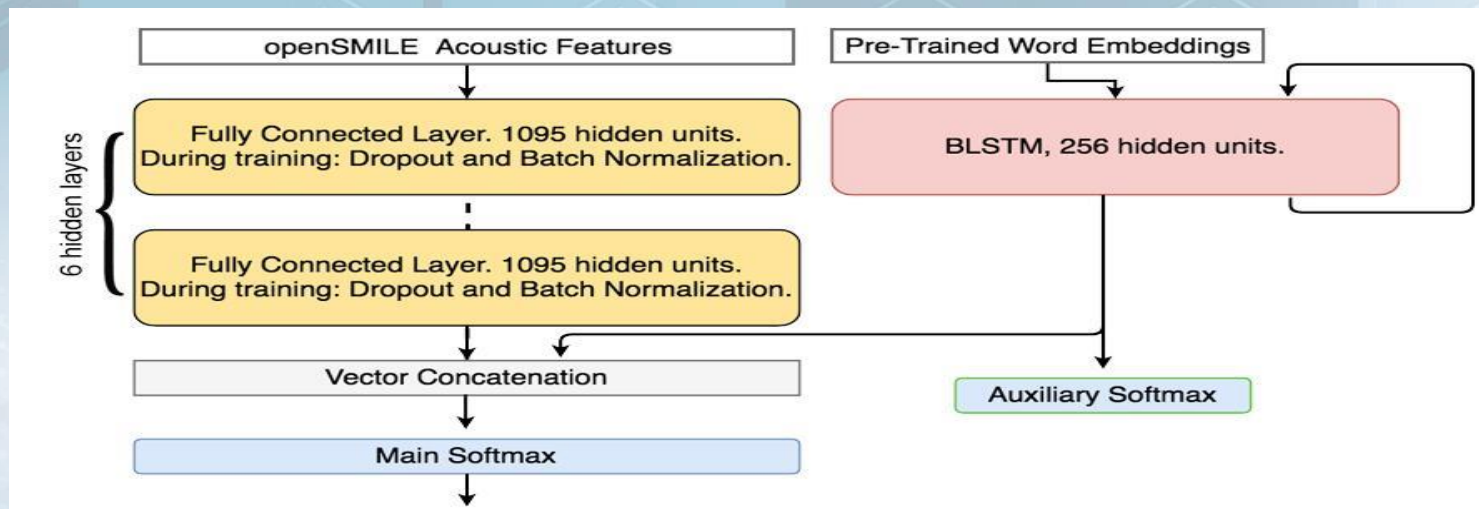 openSMILE Acoustic Features
Pre-Trained Word Embeddings
6 hidden layers
Fully Connected Layer. 1095 hidden units.
During training: Dropout and Batch Normalization.
BLSTM, 256 hidden units.
Fully Connected Layer. 1095 hidden units.
During training: Dropout and Batch Normalization.
Vector Concatenation
Auxiliary Softmax
Main Softmax